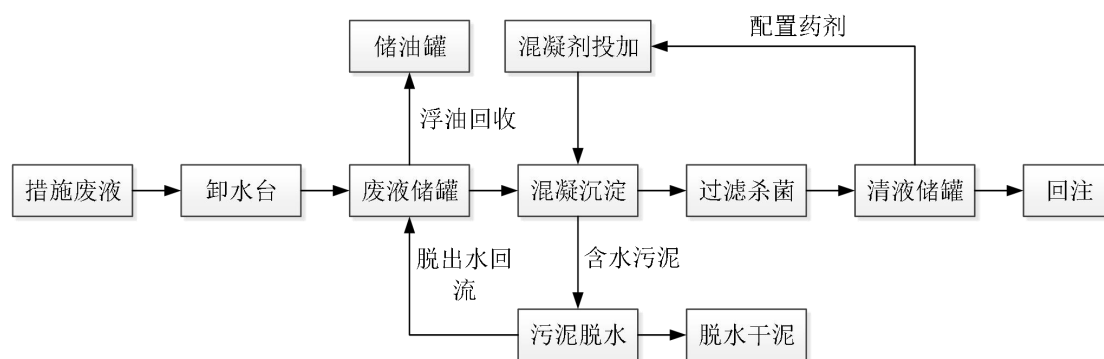 配置药剂
储油罐
混凝剂投加
浮油回收
措施废液
卸水台
废液储罐
混凝沉淀
过滤杀菌
清液储罐
回注
脱出水回
流
含水污泥
污泥脱水
脱水干泥